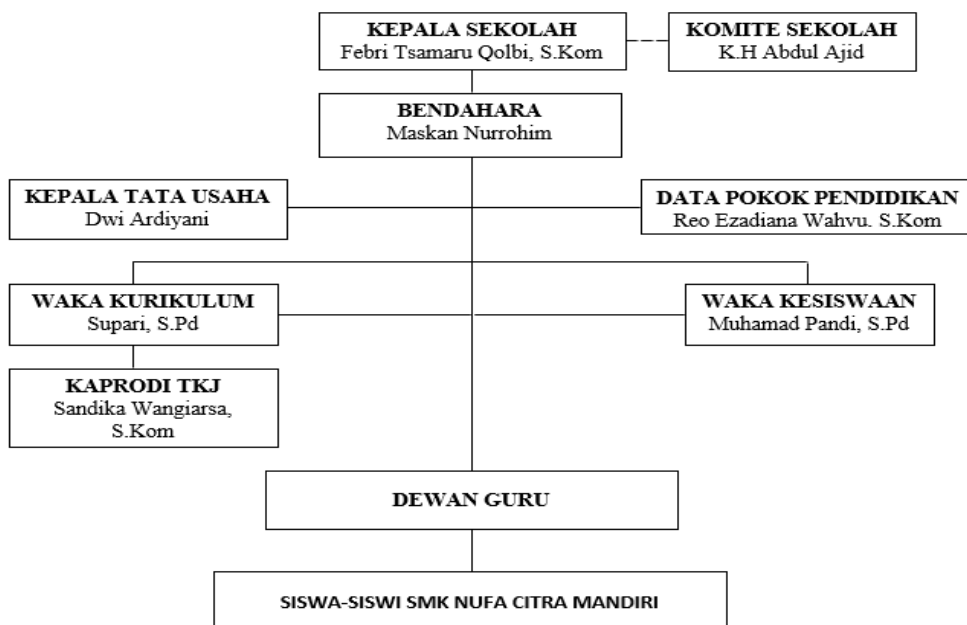 KEPALA SEKOLAH
Febri Tsamaru Qolbi, S.Kom
KOMITE SEKOLAH
K.H Abdul Ajid
BENDAHARA
Maskan Nurrohim
KEPALA TATA USAHA
Dwi Ardiyani
DATA POKOK PENDIDIKAN
Reo Ezadiana Wahyu. S.Kom
WAKA KURIKULUM
Supari, S.Pd
WAKA KESISWAAN
Muhamad Pandi, S.Pd
KAPRODI TKJ
Sandika Wangiarsa,
S.Kom
DEWAN GURU
SISWA-SISWI SMK NUFA CITRA MANDIRI